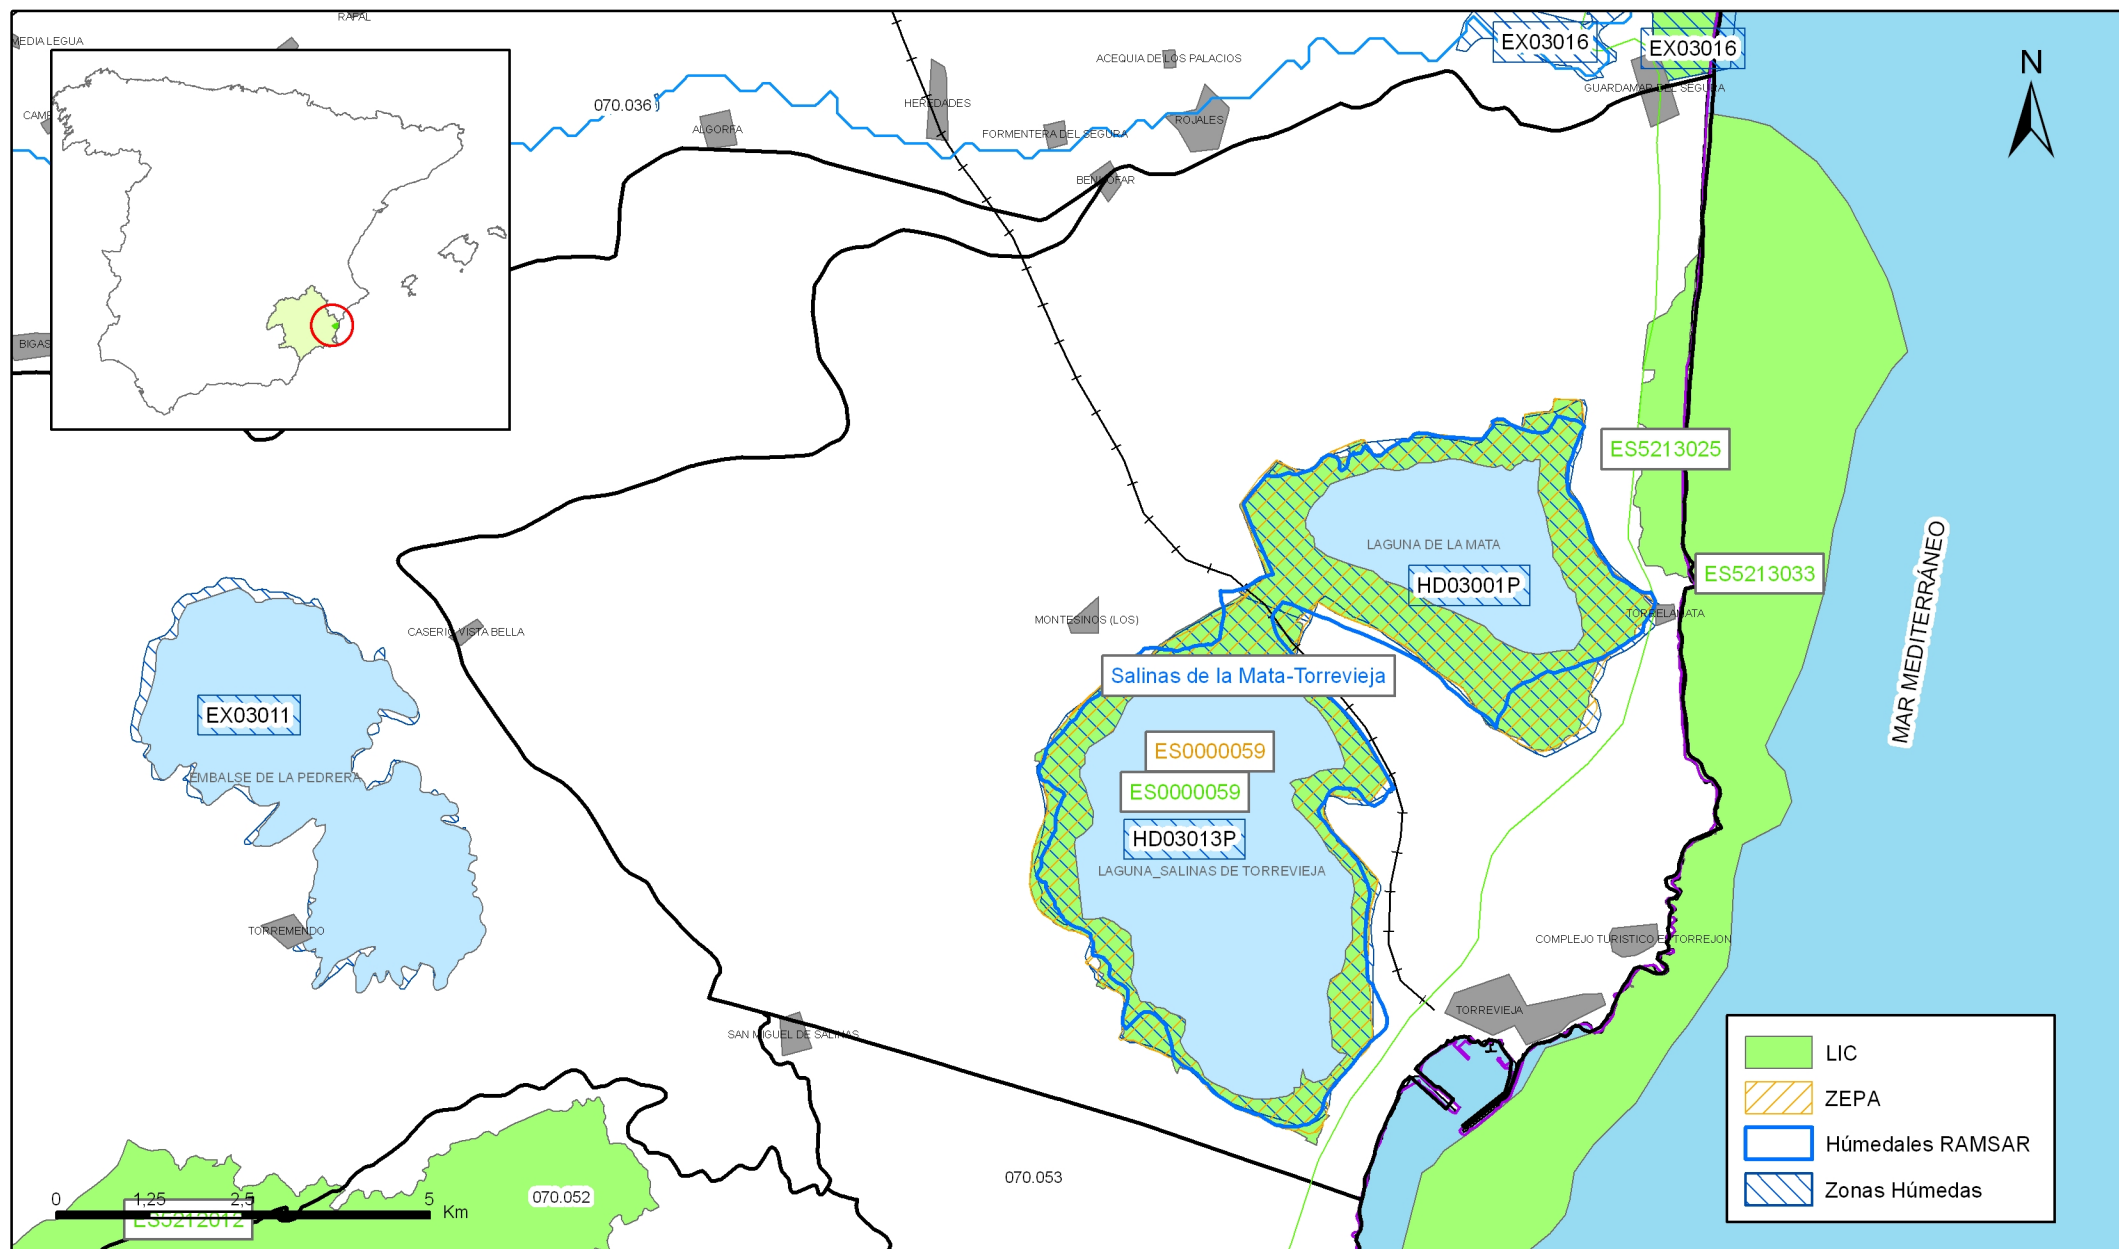 RAFAL
MEDIA LEGUA
EX03016
EX03016
N
ACEQUIA DE LOS PALACIOS
GUARDAMAR DEL SEGURA
070.036
HEREDADES
ALGORFA
FORMENTERA DEL SEGURA
ROJALES
BENIJOFAR
BIGAS
ES5213025
LAGUNA DE LA MATA
HD03001P
ES5213033
MAR MEDITERRÁNEO
MONTESINOS (LOS)
TORRELAMATA
CASERIO VISTA BELLA
Salinas de la Mata-Torrevieja
EX03011
ES0000059
EMBALSE DE LA PEDRERA
ES0000059
HD03013P
LAGUNA_SALINAS DE TORREVIEJA
TORREMENDO
COMPLEJO TURISTICO EL TORREJON
TORREVIEJA
SAN MIGUEL DE SALINAS
LIC
ZEPA
Húmedales RAMSAR
Zonas Húmedas
070.053
070.052
0 1,25 2,5 5
Km
ES5212012